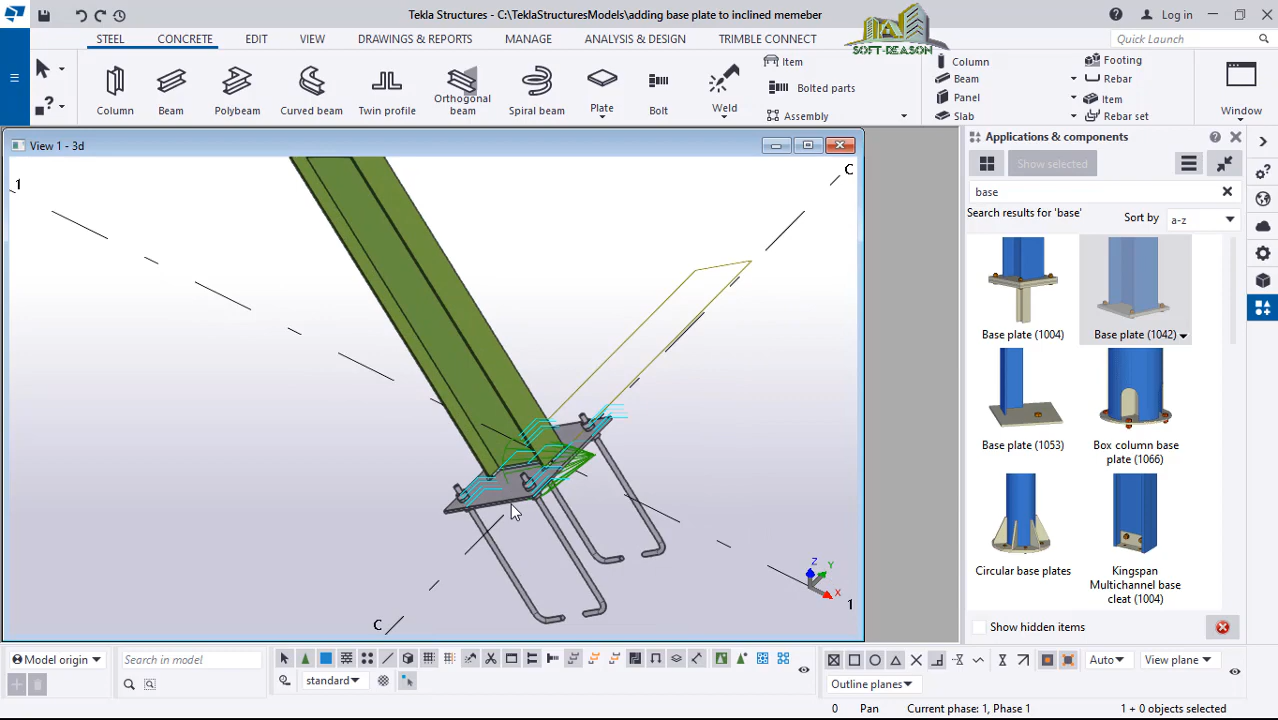 Tekla Structures - C:\TeklaStructuresModels\adding base plate to inclined memeber
Log in
STEEL CONCRETE EDIT VIEW DRAWINGS & REPORTS MANAGE ANALYSIS & DESIGN TRIMBLE CONNECT
SOFT-REASON
Quick Launch
Column Beam Polybeam Curved beam Twin profile Orthogonal beam Spiral beam Plate Bolt Weld
Item
Bolted parts
Assembly
Column
Beam
Panel
Slab
Footing
Rebar
Item
Rebar set
Window
View 1 - 3d
Applications & components
Show selected
base
Search results for 'base'
Sort by
a-z
Base plate (1004)
Base plate (1042)
Base plate (1053)
Box column base
plate (1066)
Circular base plates
Kingspan
Multichannel base
cleat (1004)
Show hidden items
1
C
C
1
Z
Y
X
Model origin
Search in model
standard
Auto
View plane
Outline planes
0 Pan Current phase: 1, Phase 1 1 + 0 objects selected